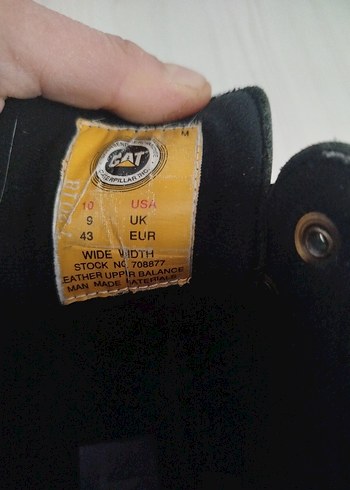 M
CAT
CATERPILLAR INC.
10 USA
9 UK
43 EUR
WIDE WIDTH
STOCK NO 708877
LEATHER UPPER BALANCE
MAN MADE MATERIALS